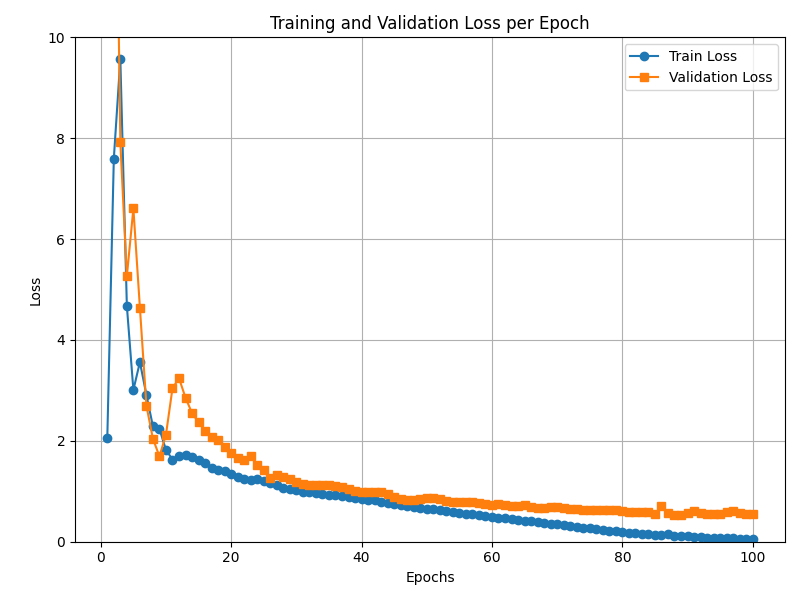 Training and Validation Loss per Epoch
Train Loss
Validation Loss
Loss
10
8
6
4
2
0
0 20 40 60 80 100
Epochs